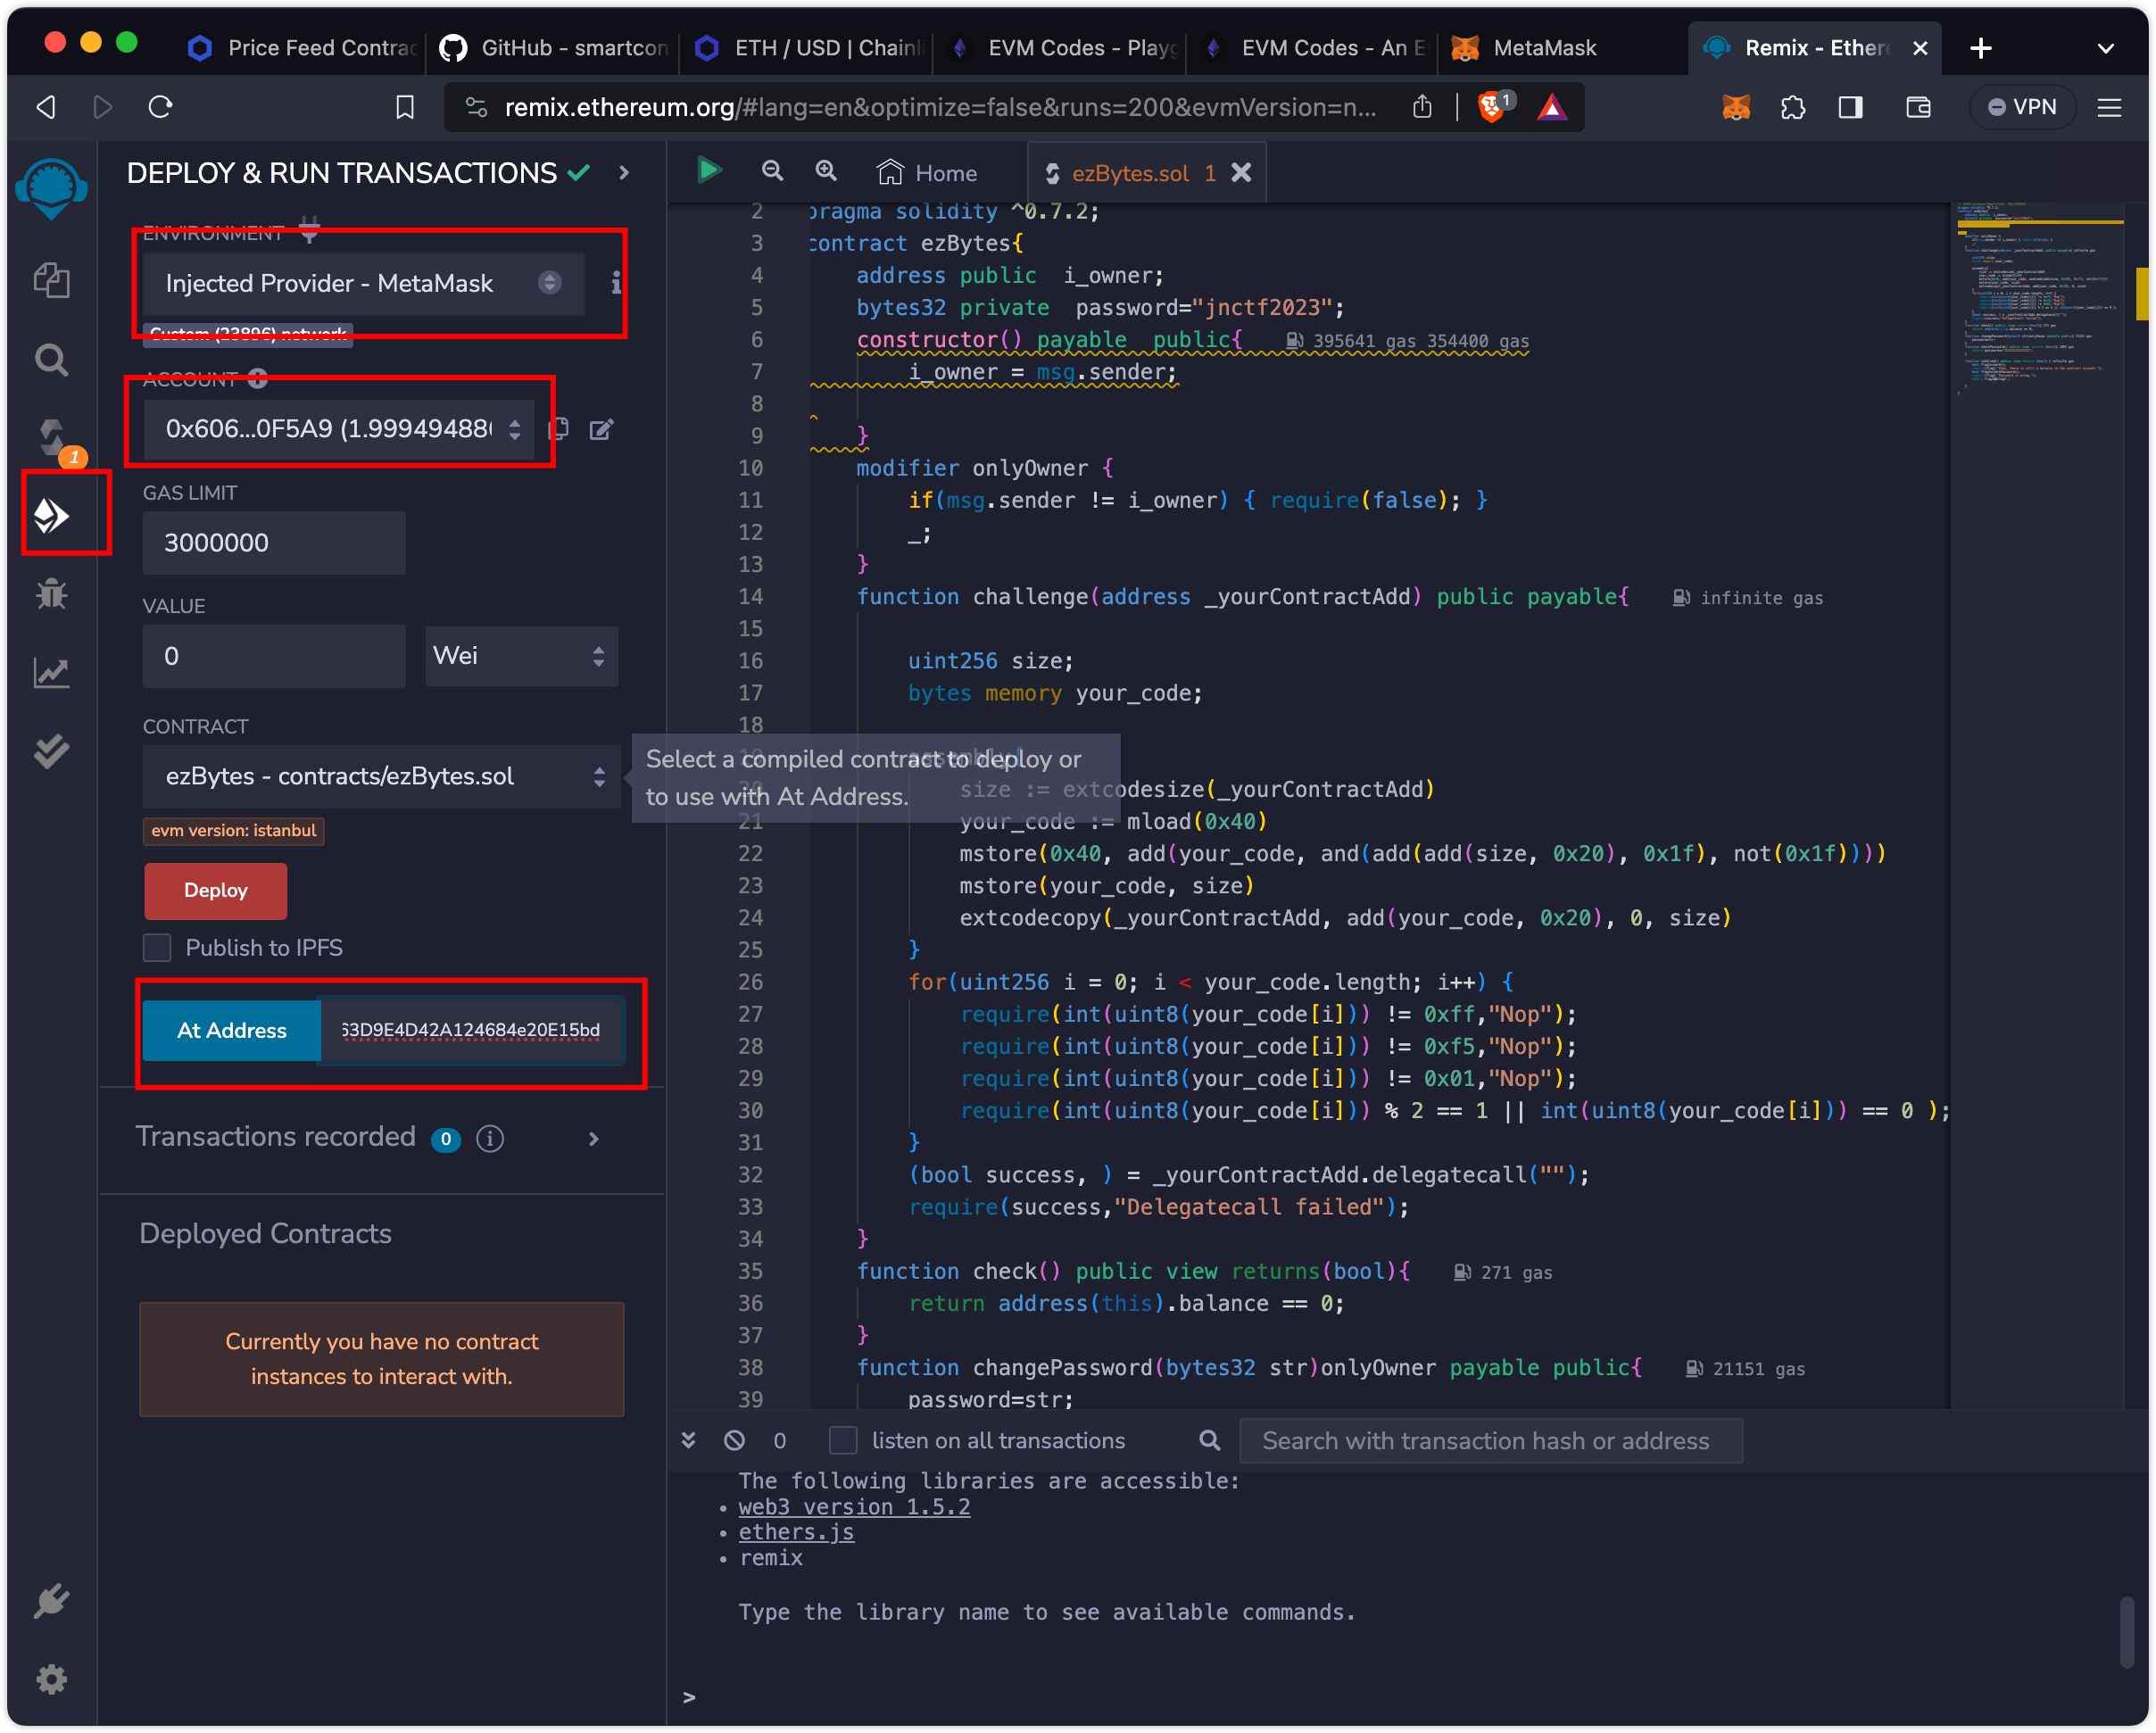 Price Feed Contrac
GitHub - smartcon
ETH / USD | Chainli
EVM Codes - Playg
EVM Codes - An E
MetaMask
Remix - Ethere
remix.ethereum.org/#lang=en&optimize=false&runs=200&evmVersion=n...
1
VPN
DEPLOY & RUN TRANSACTIONS
ENVIRONMENT
Injected Provider - MetaMask
Custom (23896) network
ACCOUNT
0x606...0F5A9 (1.999494886
1
GAS LIMIT
3000000
VALUE
0
Wei
CONTRACT
ezBytes - contracts/ezBytes.sol
evm version: istanbul
Deploy
Publish to IPFS
At Address
63D9E4D42A124684e20E15bd
Transactions recorded 0
Deployed Contracts
Currently you have no contract
instances to interact with.
Select a compiled contract to deploy or
to use with At Address.
Home
ezBytes.sol 1
2 pragma solidity ^0.7.2;
3 contract ezBytes{
4 address public  i_owner;
5 bytes32 private  password="jnctf2023";
6 constructor() payable  public{ 395641 gas 354400 gas
7 i_owner = msg.sender;
8
9 }
10 modifier onlyOwner {
11 if(msg.sender != i_owner) { require(false); }
12 _;
13 }
14 function challenge(address _yourContractAdd) public payable{ infinite gas
15
16 uint256 size;
17 bytes memory your_code;
18
19 assembly{
20 size := extcodesize(_yourContractAdd)
21 your_code := mload(0x40)
22 mstore(0x40, add(your_code, and(add(add(size, 0x20), 0x1f), not(0x1f))))
23 mstore(your_code, size)
24 extcodecopy(_yourContractAdd, add(your_code, 0x20), 0, size)
25 }
26 for(uint256 i = 0; i < your_code.length; i++) {
27 require(int(uint8(your_code[i])) != 0xff,"Nop");
28 require(int(uint8(your_code[i])) != 0xf5,"Nop");
29 require(int(uint8(your_code[i])) != 0x01,"Nop");
30 require(int(uint8(your_code[i])) % 2 == 1 || int(uint8(your_code[i])) == 0 );
31 }
32 (bool success, ) = _yourContractAdd.delegatecall("");
33 require(success,"Delegatecall failed");
34 }
35 function check() public view returns(bool){ 271 gas
36 return address(this).balance == 0;
37 }
38 function changePassword(bytes32 str)onlyOwner payable public{ 21151 gas
39 password=str;
0
listen on all transactions
Search with transaction hash or address
The following libraries are accessible:
• web3 version 1.5.2
• ethers.js
• remix
Type the library name to see available commands.
>